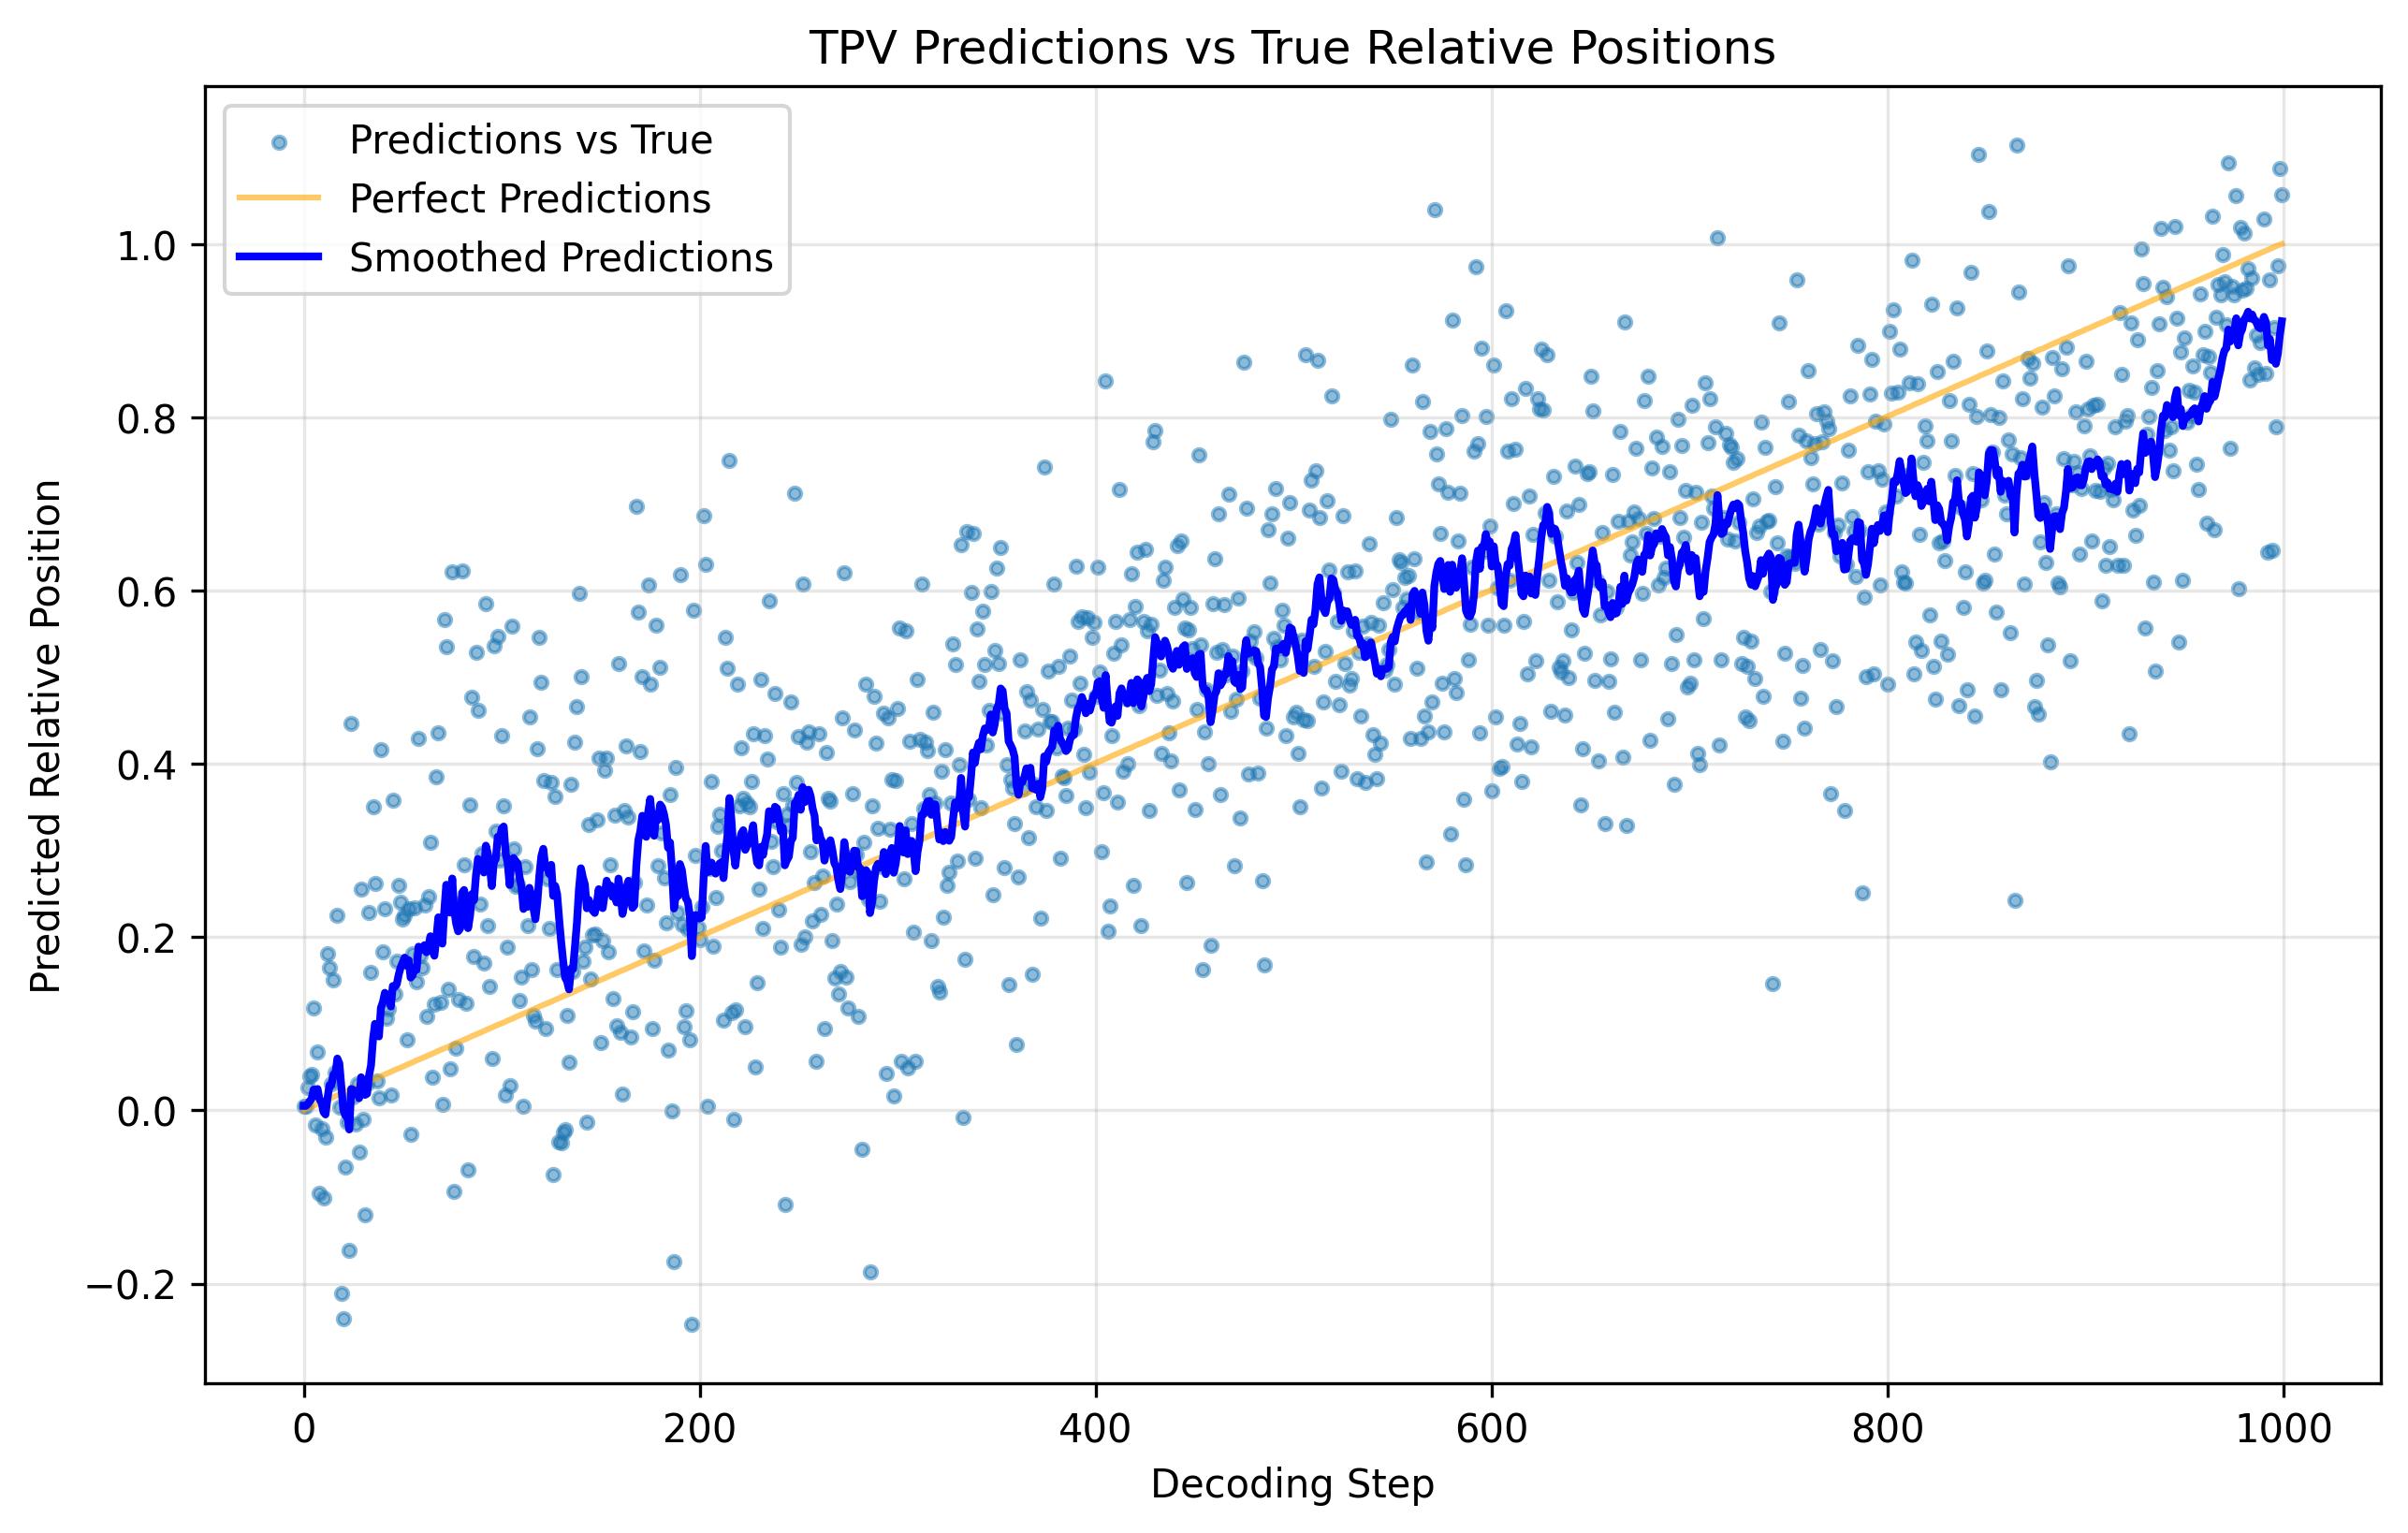 TPV Predictions vs True Relative Positions
Predictions vs True
Perfect Predictions
Smoothed Predictions
Predicted Relative Position
1.0
0.8
0.6
0.4
0.2
0.0
−0.2
0 200 400 600 800 1000
Decoding Step